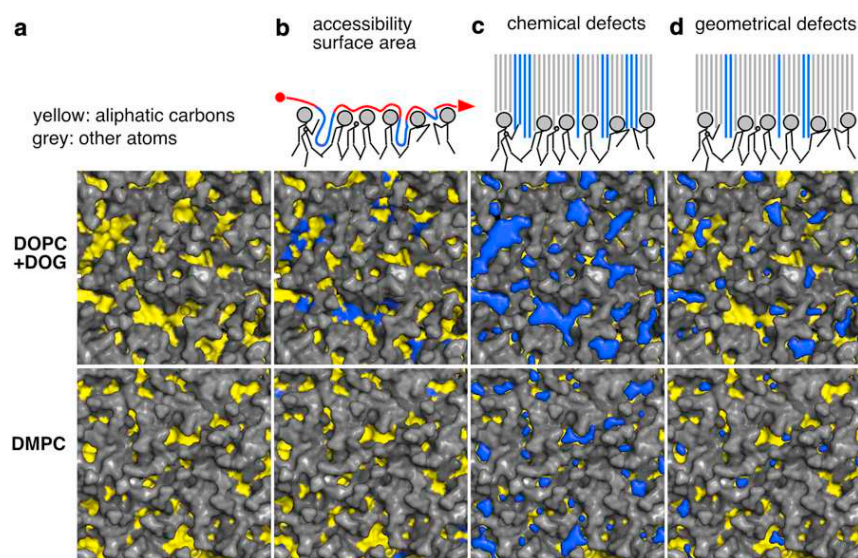 a
b
accessibility
surface area
c
chemical defects
d
geometrical defects
yellow: aliphatic carbons
grey: other atoms
DOPC
+DOG
DMPC